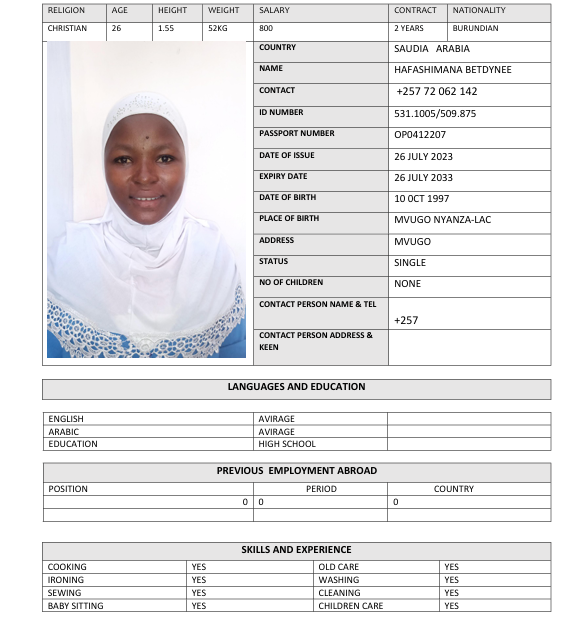 RELIGION AGE HEIGHT WEIGHT SALARY CONTRACT NATIONALITY
CHRISTIAN 26 1.55 52KG 800 2 YEARS BURUNDIAN
COUNTRY SAUDIA ARABIA
NAME HAFASHIMANA BETDYNEE
CONTACT +257 72 062 142
ID NUMBER 531.1005/509.875
PASSPORT NUMBER OP0412207
DATE OF ISSUE 26 JULY 2023
EXPIRY DATE 26 JULY 2033
DATE OF BIRTH 10 0CT 1997
PLACE OF BIRTH MVUGO NYANZA-LAC
ADDRESS MVUGO
STATUS SINGLE
NO OF CHILDREN NONE
CONTACT PERSON NAME & TEL
+257
CONTACT PERSON ADDRESS &
KEEN
LANGUAGES AND EDUCATION
ENGLISH AVIRAGE
ARABIC AVIRAGE
EDUCATION HIGH SCHOOL
PREVIOUS EMPLOYMENT ABROAD
POSITION PERIOD COUNTRY
0 0 0
SKILLS AND EXPERIENCE
COOKING YES OLD CARE YES
IRONING YES WASHING YES
SEWING YES CLEANING YES
BABY SITTING YES CHILDREN CARE YES